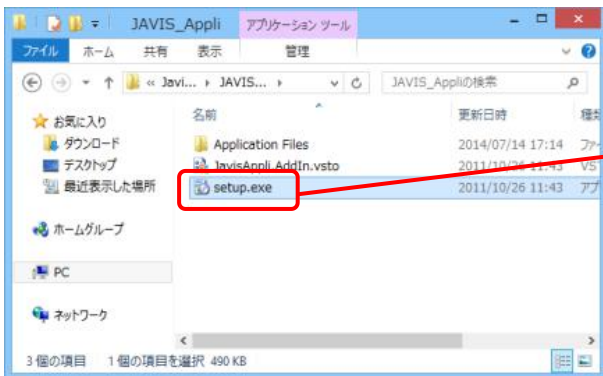 JAVIS_Appli アプリケーション ツール
ファイル ホーム 共有 表示 管理
« Javi... JAVIS... JAVIS_Appliの検索
名前 更新日時
お気に入り
ダウンロード
デスクトップ
最近表示した場所
ホームグループ
PC
ネットワーク
Application Files 2014/07/14 17:14 ファ
JavisAppli.AddIn.vsto 2011/10/26 11:43 VS
setup.exe 2011/10/26 11:43 アプ
3 個の項目 1 個の項目を選択 490 KB